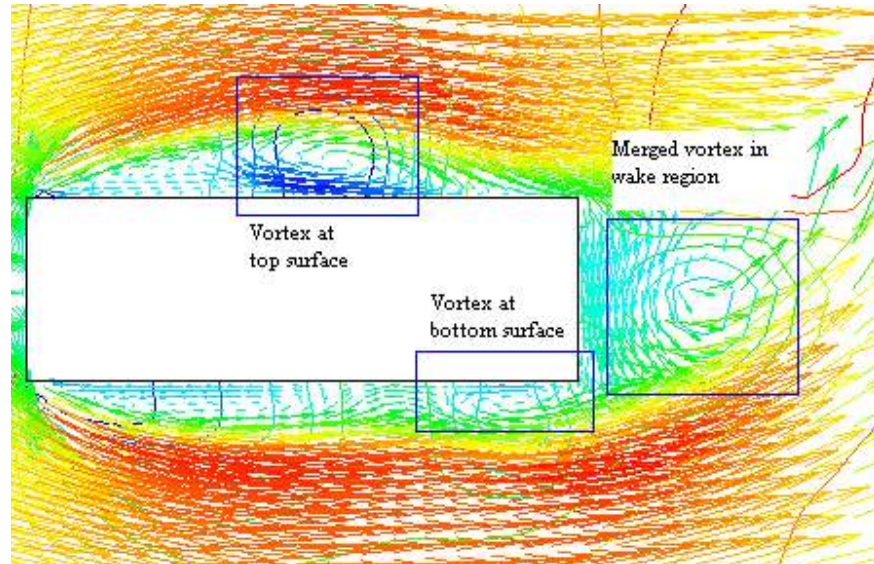 Merged vortex in
wake region
Vortex at
top surface
Vortex at
bottom surface